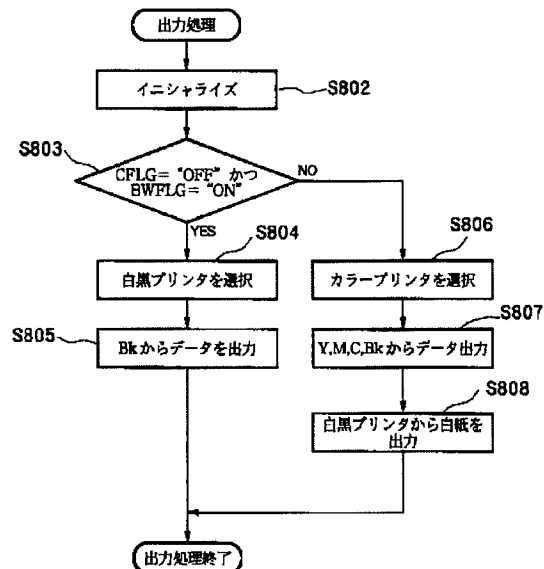 出力処理
イニシャライズ
S802
S803
CFLG＝“OFF”かつ
BWFLG＝“ON”
NO
YES
S804
白黒プリンタを選択
S806
カラープリンタを選択
S805
Bkからデータを出力
S807
Y,M,C,Bkからデータ出力
S808
白黒プリンタから白紙を
出力
出力処理終了